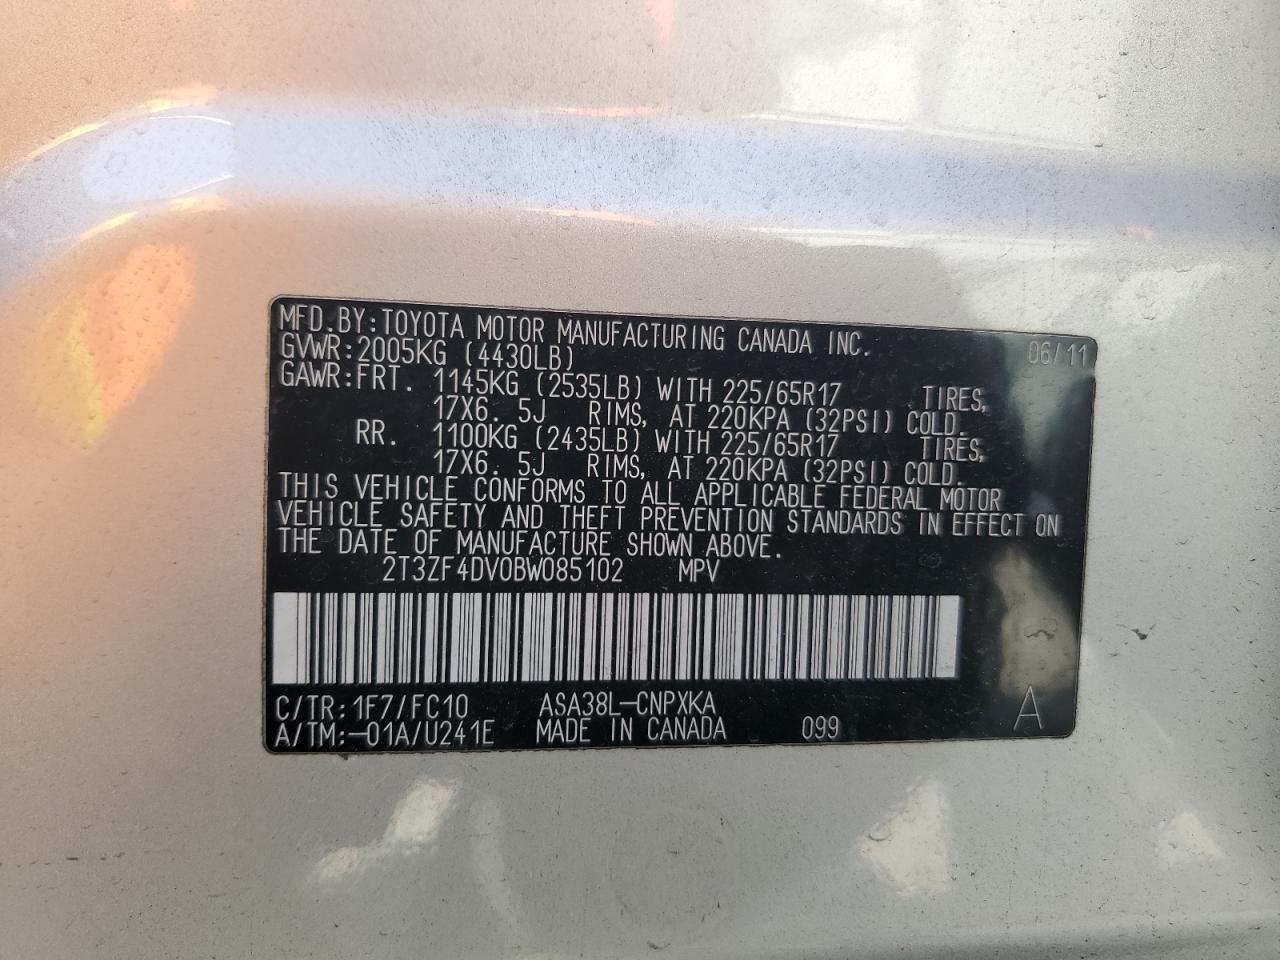 MFD.BY:TOYOTA MOTOR MANUFACTURING CANADA INC. 06/11
GVWR:2005KG (4430LB)
GAWR:FRT. 1145KG (2535LB) WITH 225/65R17 TIRES,
17X6.5J RIMS, AT 220KPA (32PSI) COLD.
RR. 1100KG (2435LB) WITH 225/65R17 TIRES,
17X6.5J RIMS, AT 220KPA (32PSI) COLD.
THIS VEHICLE CONFORMS TO ALL APPLICABLE FEDERAL MOTOR
VEHICLE SAFETY AND THEFT PREVENTION STANDARDS IN EFFECT ON
THE DATE OF MANUFACTURE SHOWN ABOVE.
2T3ZF4DV0BW085102 MPV
C/TR:1F7/FC10 ASA38L-CNPXKA
A/TM:-01A/U241E MADE IN CANADA 099 A